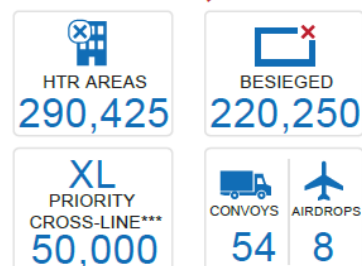 HTR AREAS
290,425
BESIEGED
220,250
XL
PRIORITY
CROSS-LINE***
50,000
CONVOYS
54
AIRDROPS
8